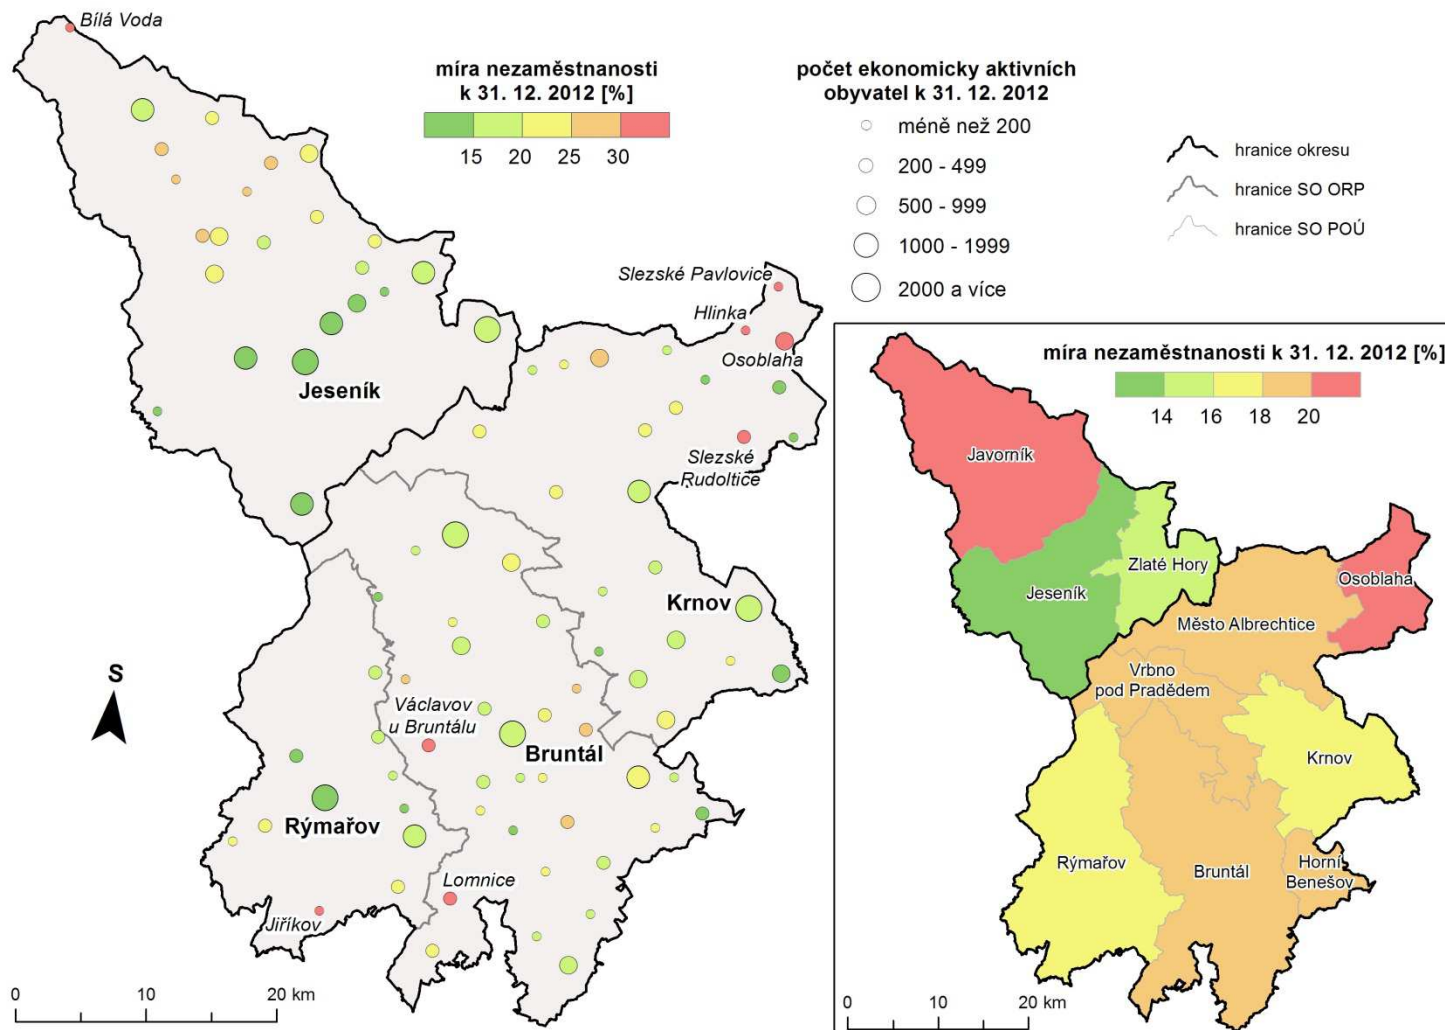 Bílá Voda
míra nezaměstnanosti
k 31. 12. 2012 [%]
15 20 25 30
počet ekonomicky aktivních
obyvatel k 31. 12. 2012
méně než 200
200 - 499
500 - 999
1000 - 1999
2000 a více
hranice okresu
hranice SO ORP
hranice SO POÚ
Slezské Pavlovice
Hlinka
Osoblaha
Jeseník
Slezské
Rudoltice
Krnov
S
Václavov
u Bruntálu
Bruntál
Rýmařov
Lomnice
Jiříkov
0 10 20 km
míra nezaměstnanosti k 31. 12. 2012 [%]
14 16 18 20
Javorník
Zlaté Hory
Jeseník
Osoblaha
Město Albrechtice
Vrbno
pod Pradědem
Krnov
Rýmařov
Bruntál
Horní
Benešov
0 10 20 km